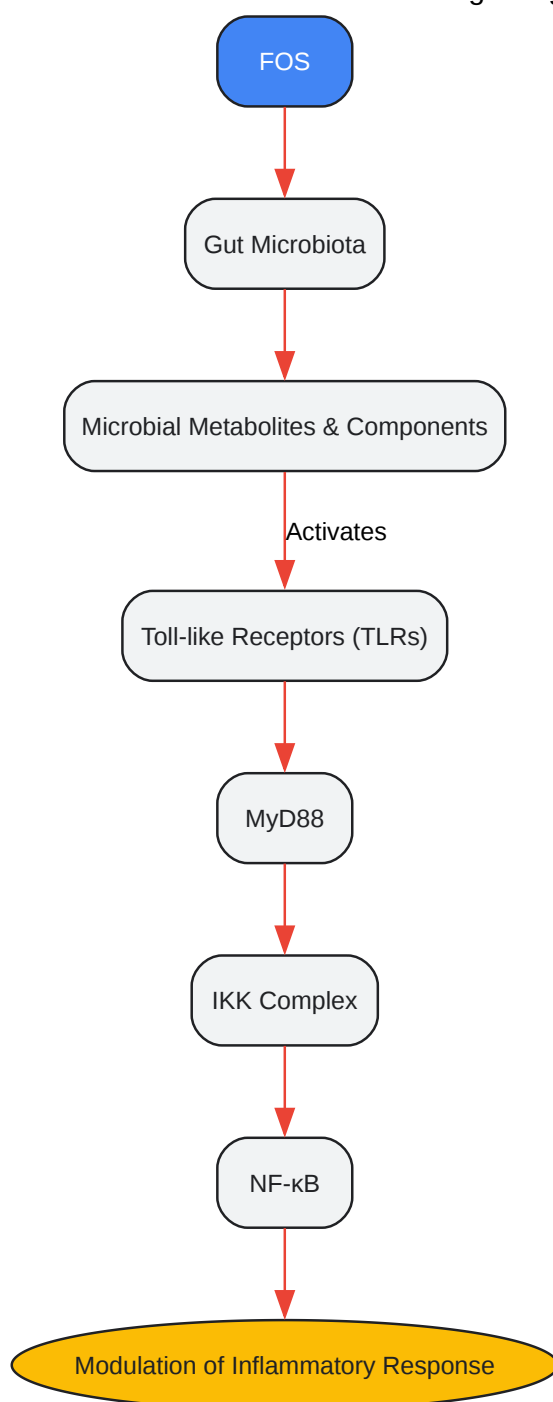 FOS
Gut Microbiota
Microbial Metabolites & Components
Activates
Toll-like Receptors (TLRs)
MyD88
IKK Complex
NF-κB
Modulation of Inflammatory Response